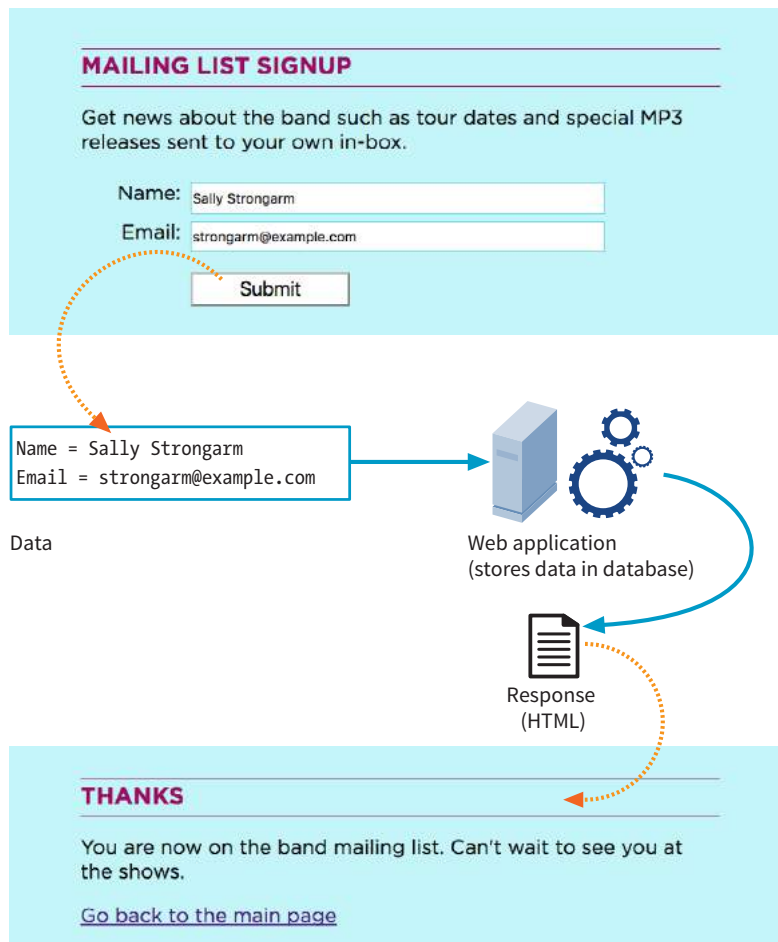 MAILING LIST SIGNUP
Get news about the band such as tour dates and special MP3
releases sent to your own in-box.
Name: Sally Strongarm
Email: strongarm@example.com
Submit
Name = Sally Strongarm
Email = strongarm@example.com
Data
Web application
(stores data in database)
Response
(HTML)
THANKS
You are now on the band mailing list. Can't wait to see you at
the shows.
Go back to the main page